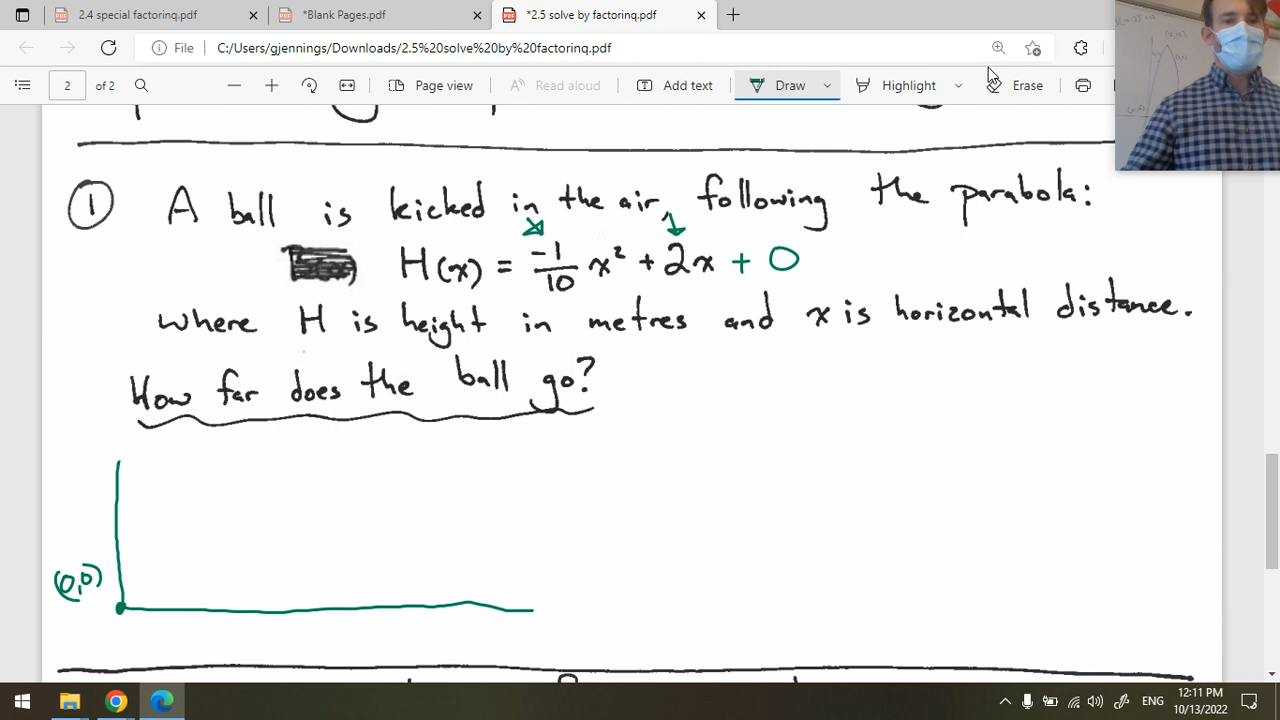 2.4 special factorinq.pdf
*Blank Pages.pdf
*2.5 solve by factorinq.pdf
File
C:/Users/gjennings/Downloads/2.5%20solve%20by%20factorinq.pdf
2 of 2
Page view
Read aloud
Add text
Draw
Highlight
Erase
① A ball is kicked in the air, following the parabola:
H(x) = -1/10 x² + 2x + 0
where H is height in metres and x is horizontal distance.
How far does the ball go?
(0,0)
ENG
12:11 PM
10/13/2022